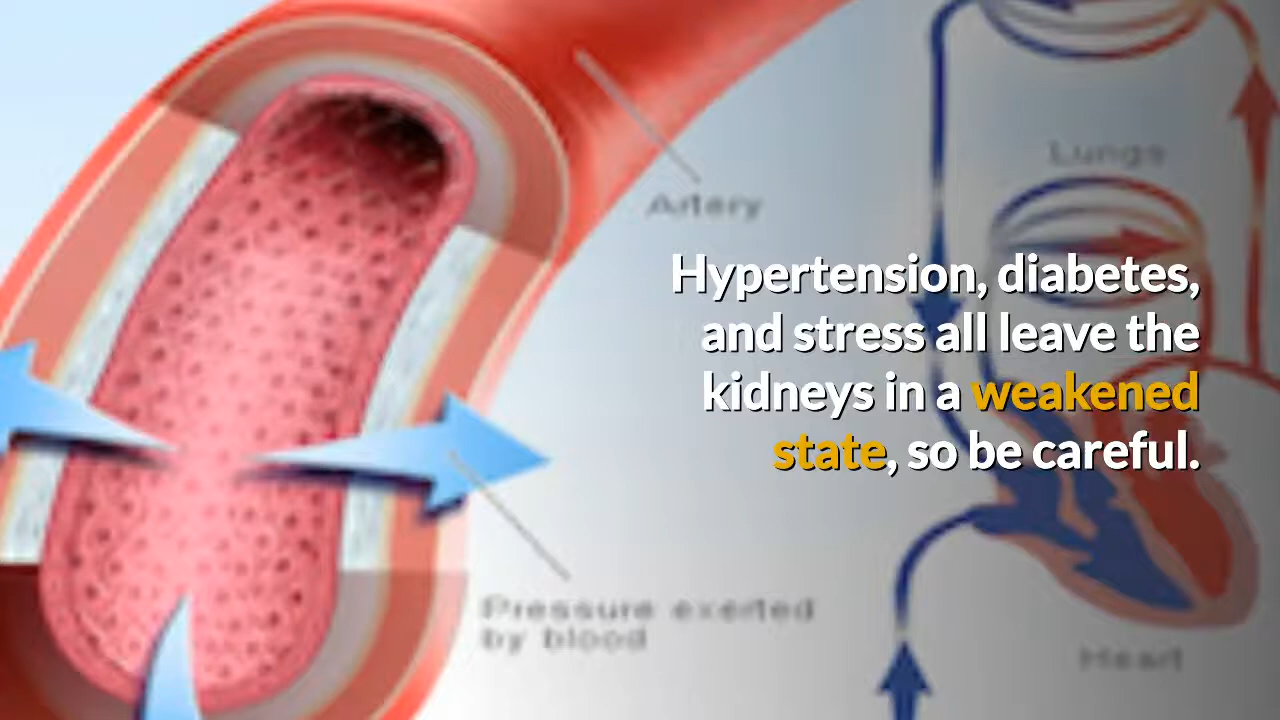 Lungs
Artery
Hypertension, diabetes,
and stress all leave the
kidneys in a weakened
state, so be careful.
Pressure exerted
by blood
Heart